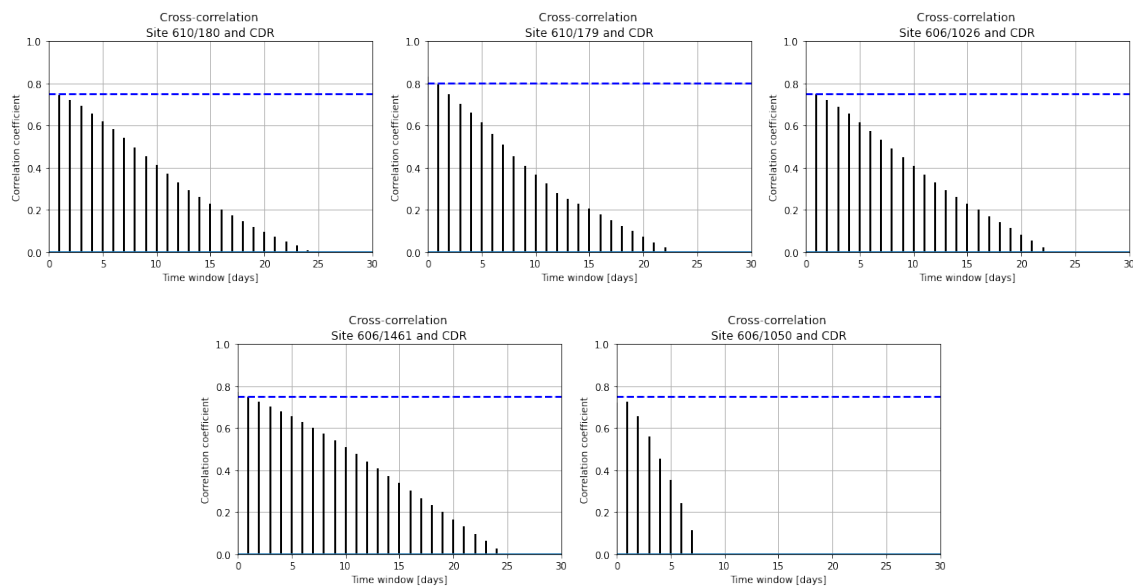 Cross-correlation
Site 610/180 and CDR
1.0
0.8
0.6
0.4
0.2
0.0
Correlation coefficient
0 5 10 15 20 25 30
Time window [days]
Cross-correlation
Site 610/179 and CDR
1.0
0.8
0.6
0.4
0.2
0.0
Correlation coefficient
0 5 10 15 20 25 30
Time window [days]
Cross-correlation
Site 606/1026 and CDR
1.0
0.8
0.6
0.4
0.2
0.0
Correlation coefficient
0 5 10 15 20 25 30
Time window [days]
Cross-correlation
Site 606/1461 and CDR
1.0
0.8
0.6
0.4
0.2
0.0
Correlation coefficient
0 5 10 15 20 25 30
Time window [days]
Cross-correlation
Site 606/1050 and CDR
1.0
0.8
0.6
0.4
0.2
0.0
Correlation coefficient
0 5 10 15 20 25 30
Time window [days]